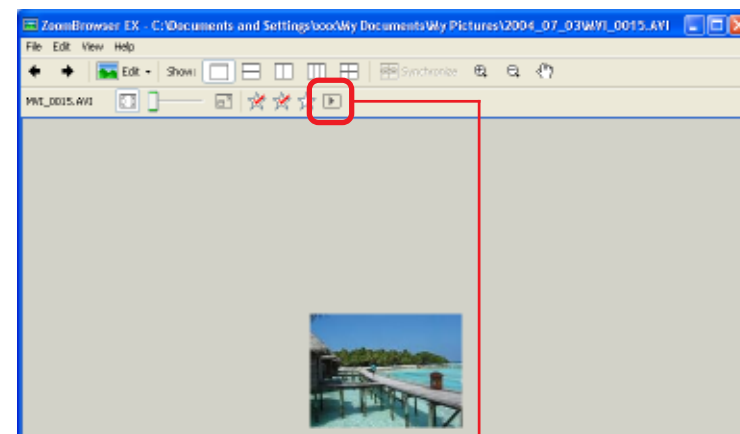 ZoomBrowser EX - C:\Documents and Settings\xxx\My Documents\My Pictures\2004_07_03\MVI_0015.AVI
File Edit View Help
Edit Show: Synchronize
MVI_0015.AVI